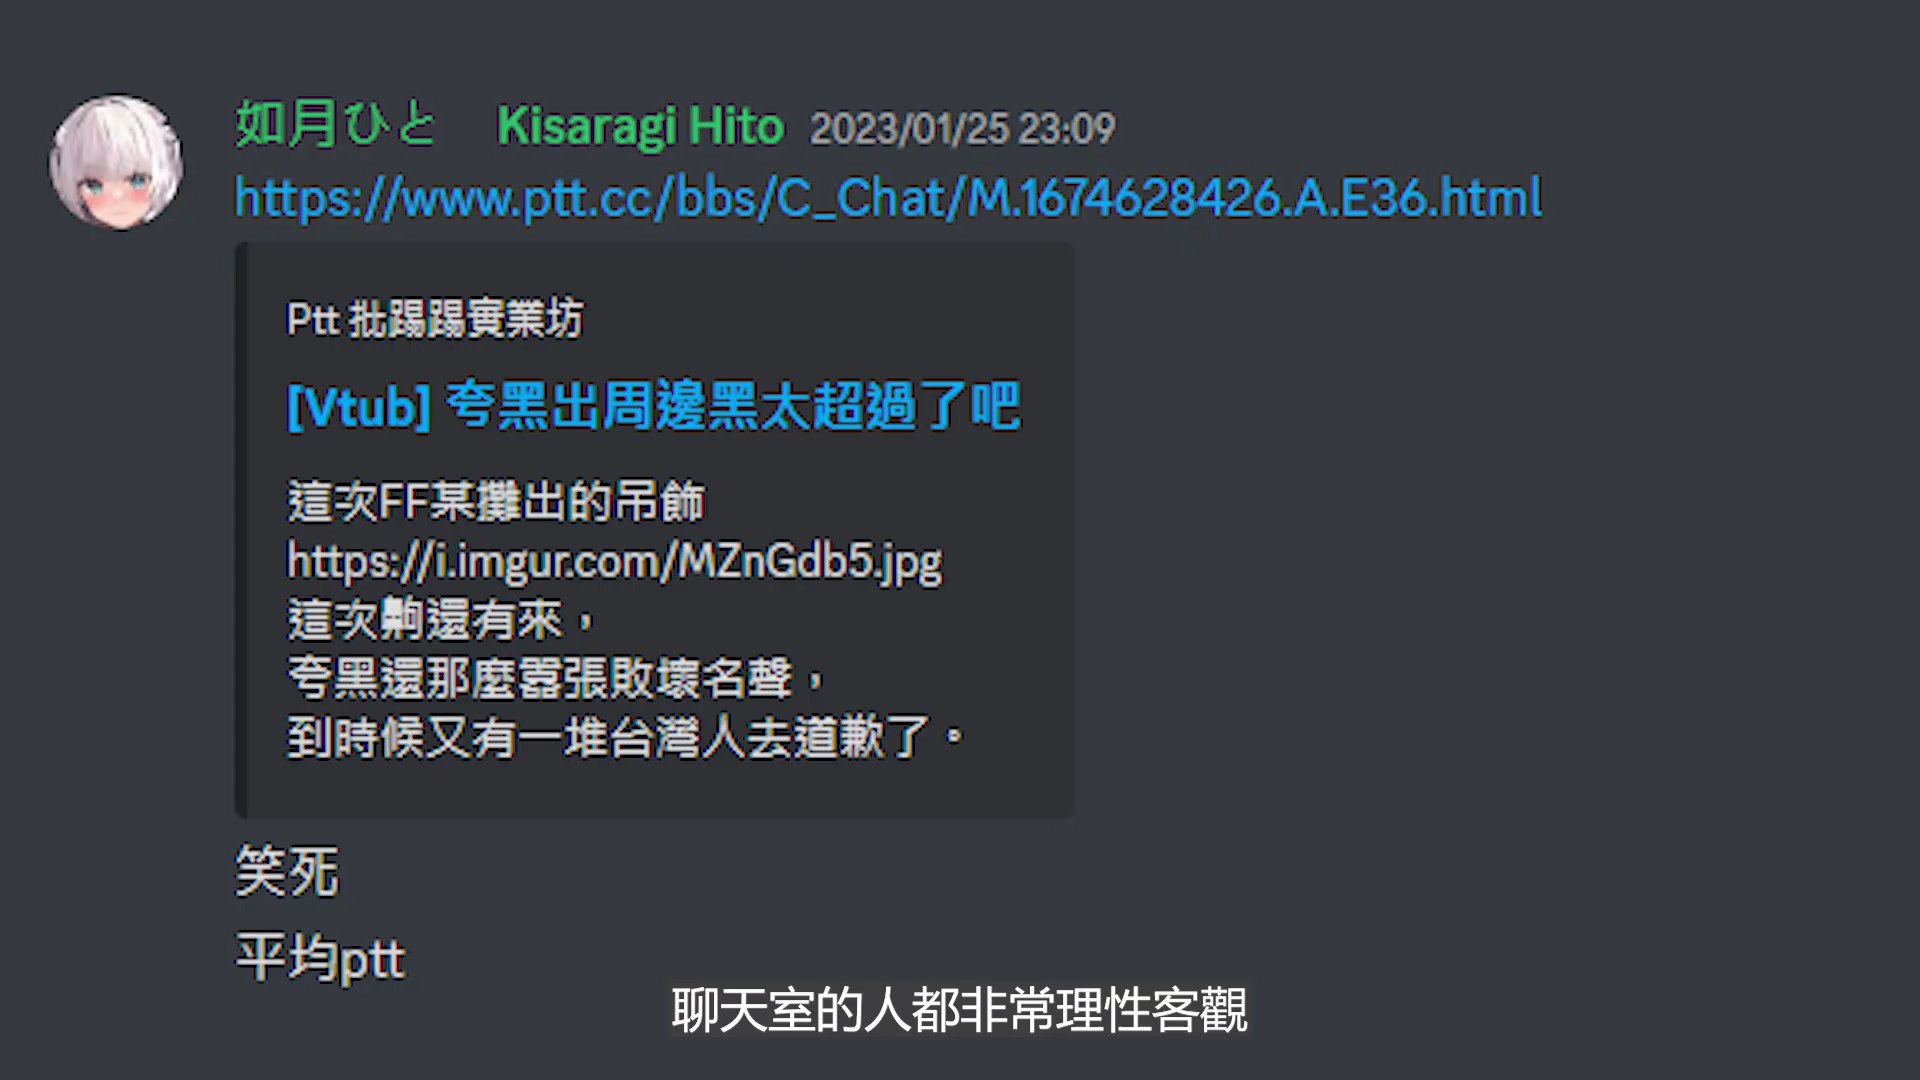 如月ひと Kisaragi Hito 2023/01/25 23:09
https://www.ptt.cc/bbs/C_Chat/M.1674628426.A.E36.html
Ptt 批踢踢實業坊
[Vtub] 夸黑出周邊黑太超過了吧
這次FF某攤出的吊飾
https://i.imgur.com/MZnGdb5.jpg
這次齁還有來，
夸黑還那麼囂張敗壞名聲，
到時候又有一堆台灣人去道歉了。
笑死
平均ptt
聊天室的人都非常理性客觀